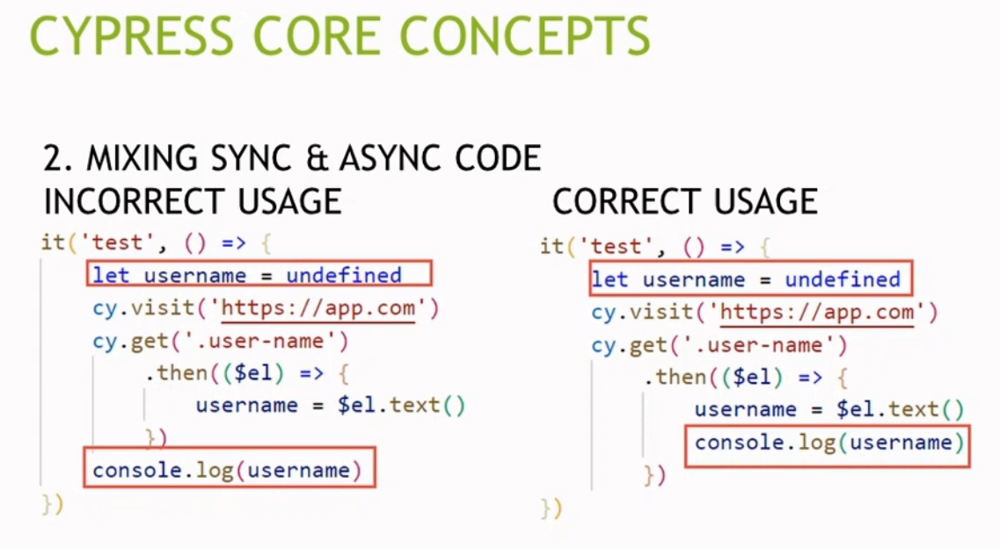 CYPRESS CORE CONCEPTS
2. MIXING SYNC & ASYNC CODE
INCORRECT USAGE
it('test', () => {
let username = undefined
cy.visit('https://app.com')
cy.get('.user-name')
.then(($el) => {
username = $el.text()
})
console.log(username)
})
CORRECT USAGE
it('test', () => {
let username = undefined
cy.visit('https://app.com')
cy.get('.user-name')
.then(($el) => {
username = $el.text()
console.log(username)
})
})